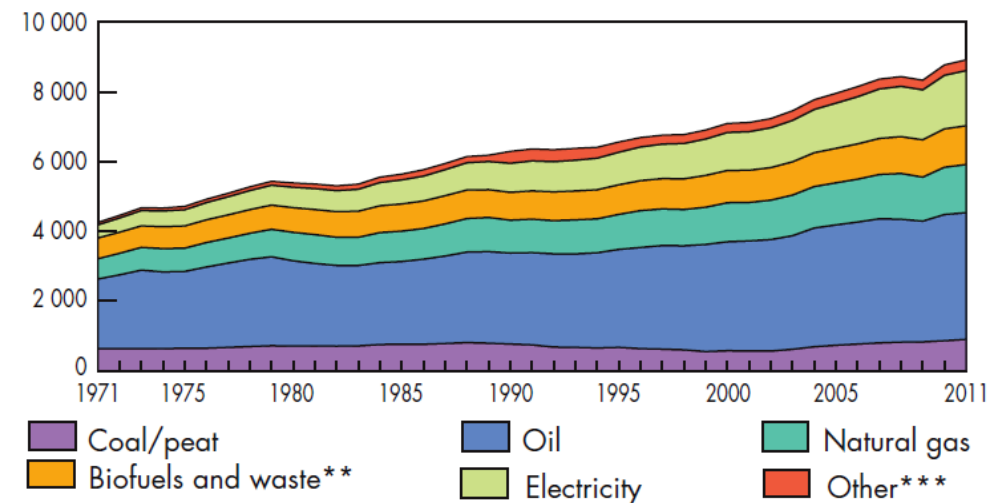 10 000
8 000
6 000
4 000
2 000
0
1971 1975 1980 1985 1990 1995 2000 2005 2011
Coal/peat Oil Natural gas
Biofuels and waste** Electricity Other***